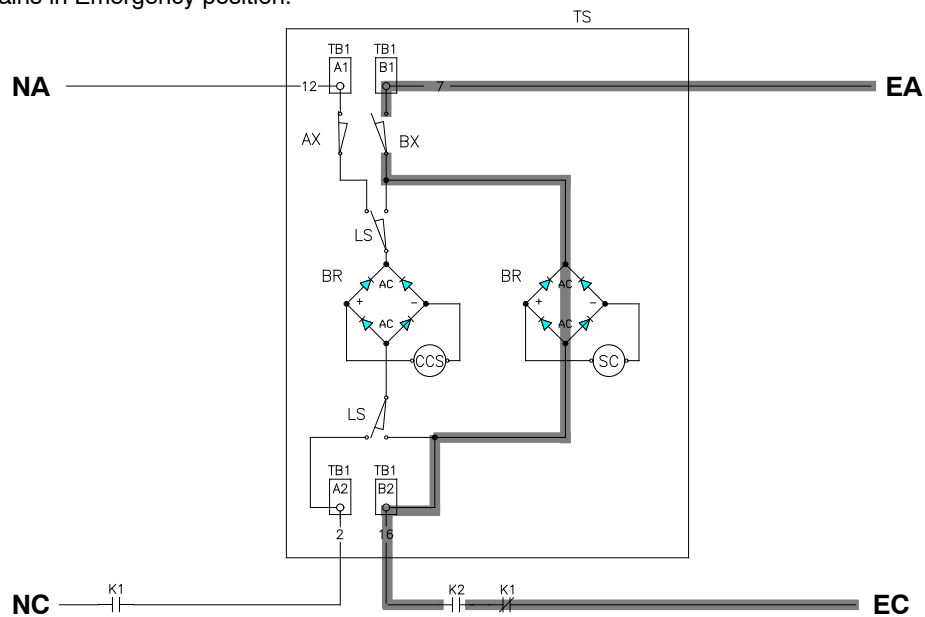 ains in Emergency position.
TS
TB1 TB1
A1 B1
NA 12 7 EA
AX BX
LS
BR AC BR AC
+ - + -
AC AC
CCS SC
LS
TB1 TB1
A2 B2
2 16
K1 K2 K1
NC EC